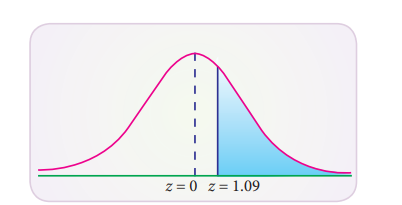 z = 0 z = 1.09